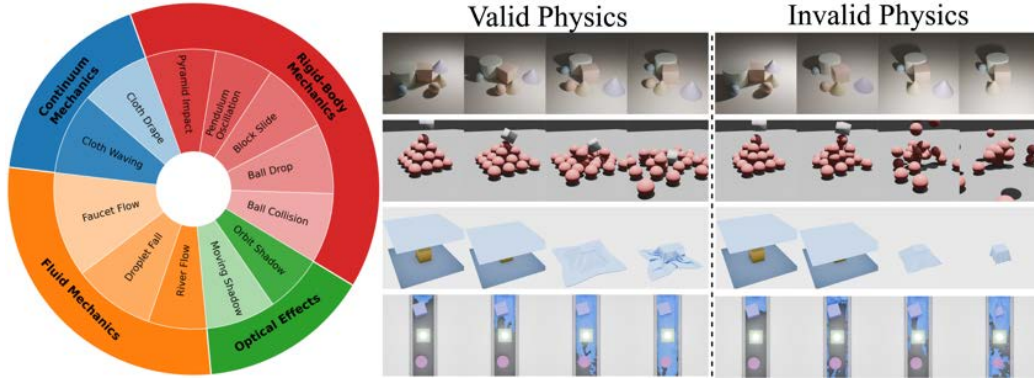 Valid Physics
Invalid Physics
Continuum
Mechanics
Rigid-Body
Mechanics
Fluid Mechanics
Optical Effects
Cloth Drape
Cloth Waving
Pyramid Impact
Pendulum
Oscillation
Block Slide
Ball Drop
Ball Collision
Orbit Shadow
Moving Shadow
River Flow
Droplet Fall
Faucet Flow